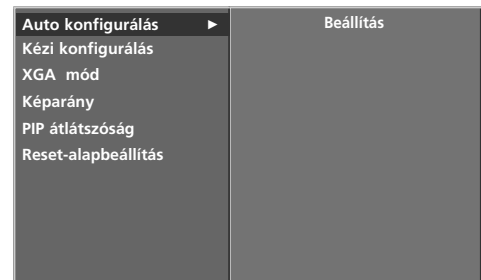 Auto konfigurálás ► Beállítás
Kézi konfigurálás
XGA mód
Képarány
PIP átlátszóság
Reset-alapbeállítás